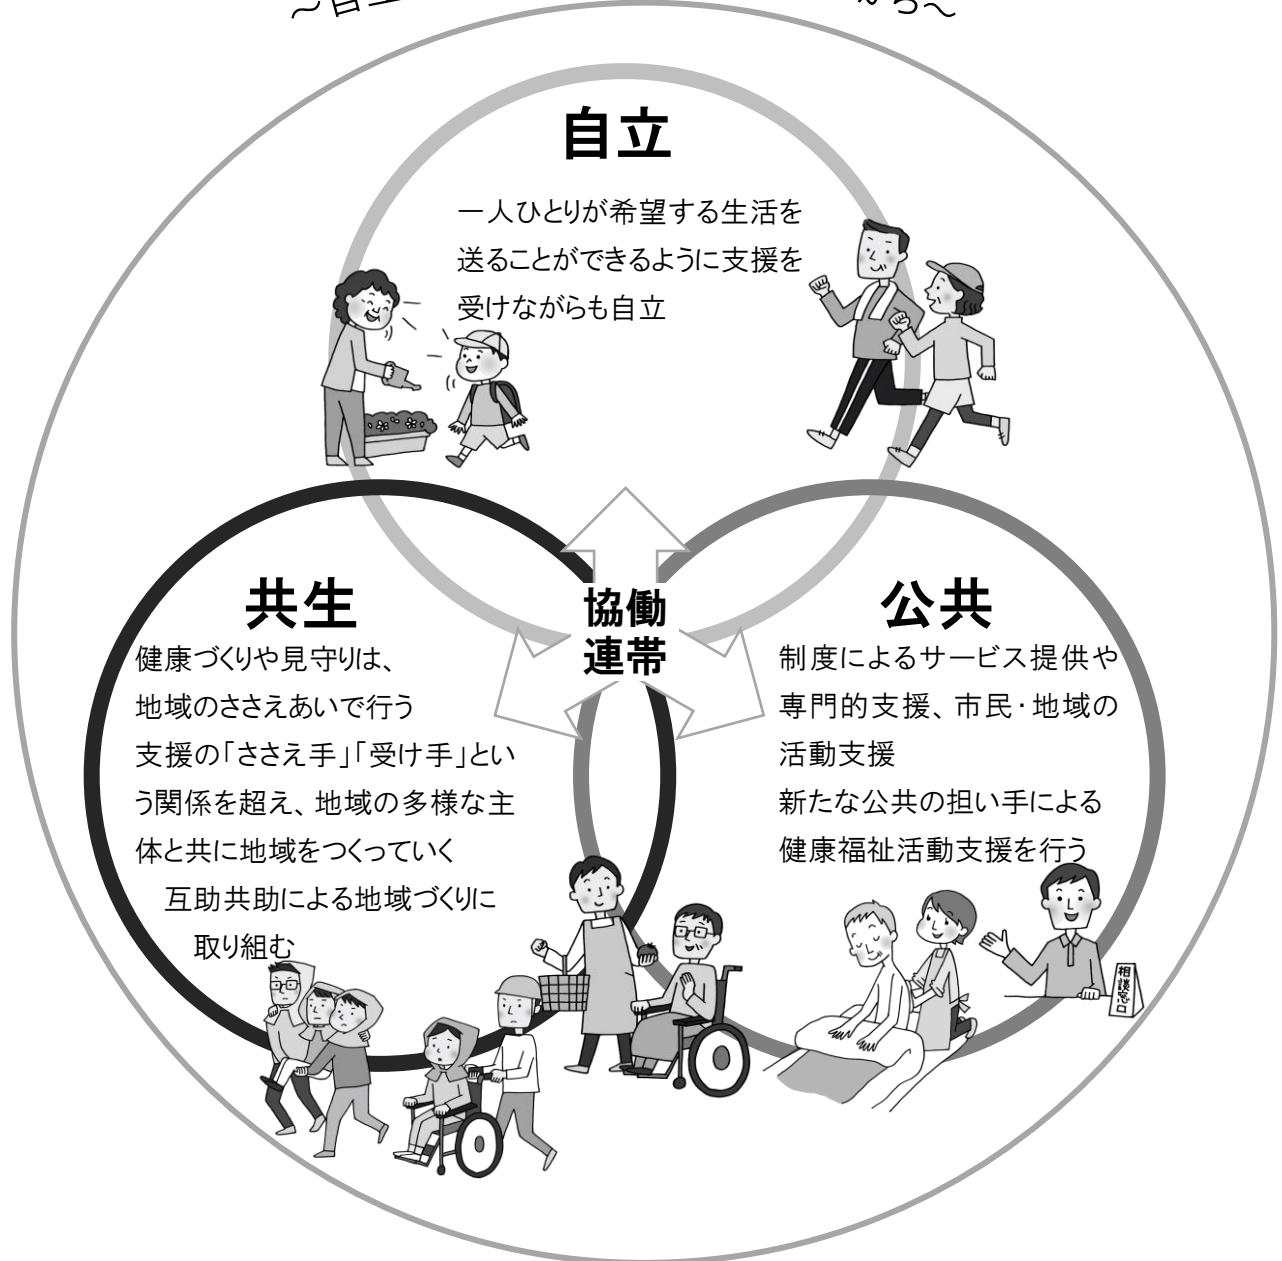 自立
一人ひとりが希望する生活を
送ることができるように支援を
受けながらも自立
協働
連帯
共生
健康づくりや見守りは、
地域のささえあいで行う
支援の「ささえ手」「受け手」とい
う関係を超え、地域の多様な主
体と共に地域をつくっていく
互助共助による地域づくりに
取り組む
公共
制度によるサービス提供や
専門的支援、市民・地域の
活動支援
新たな公共の担い手による
健康福祉活動支援を行う
相談窓口